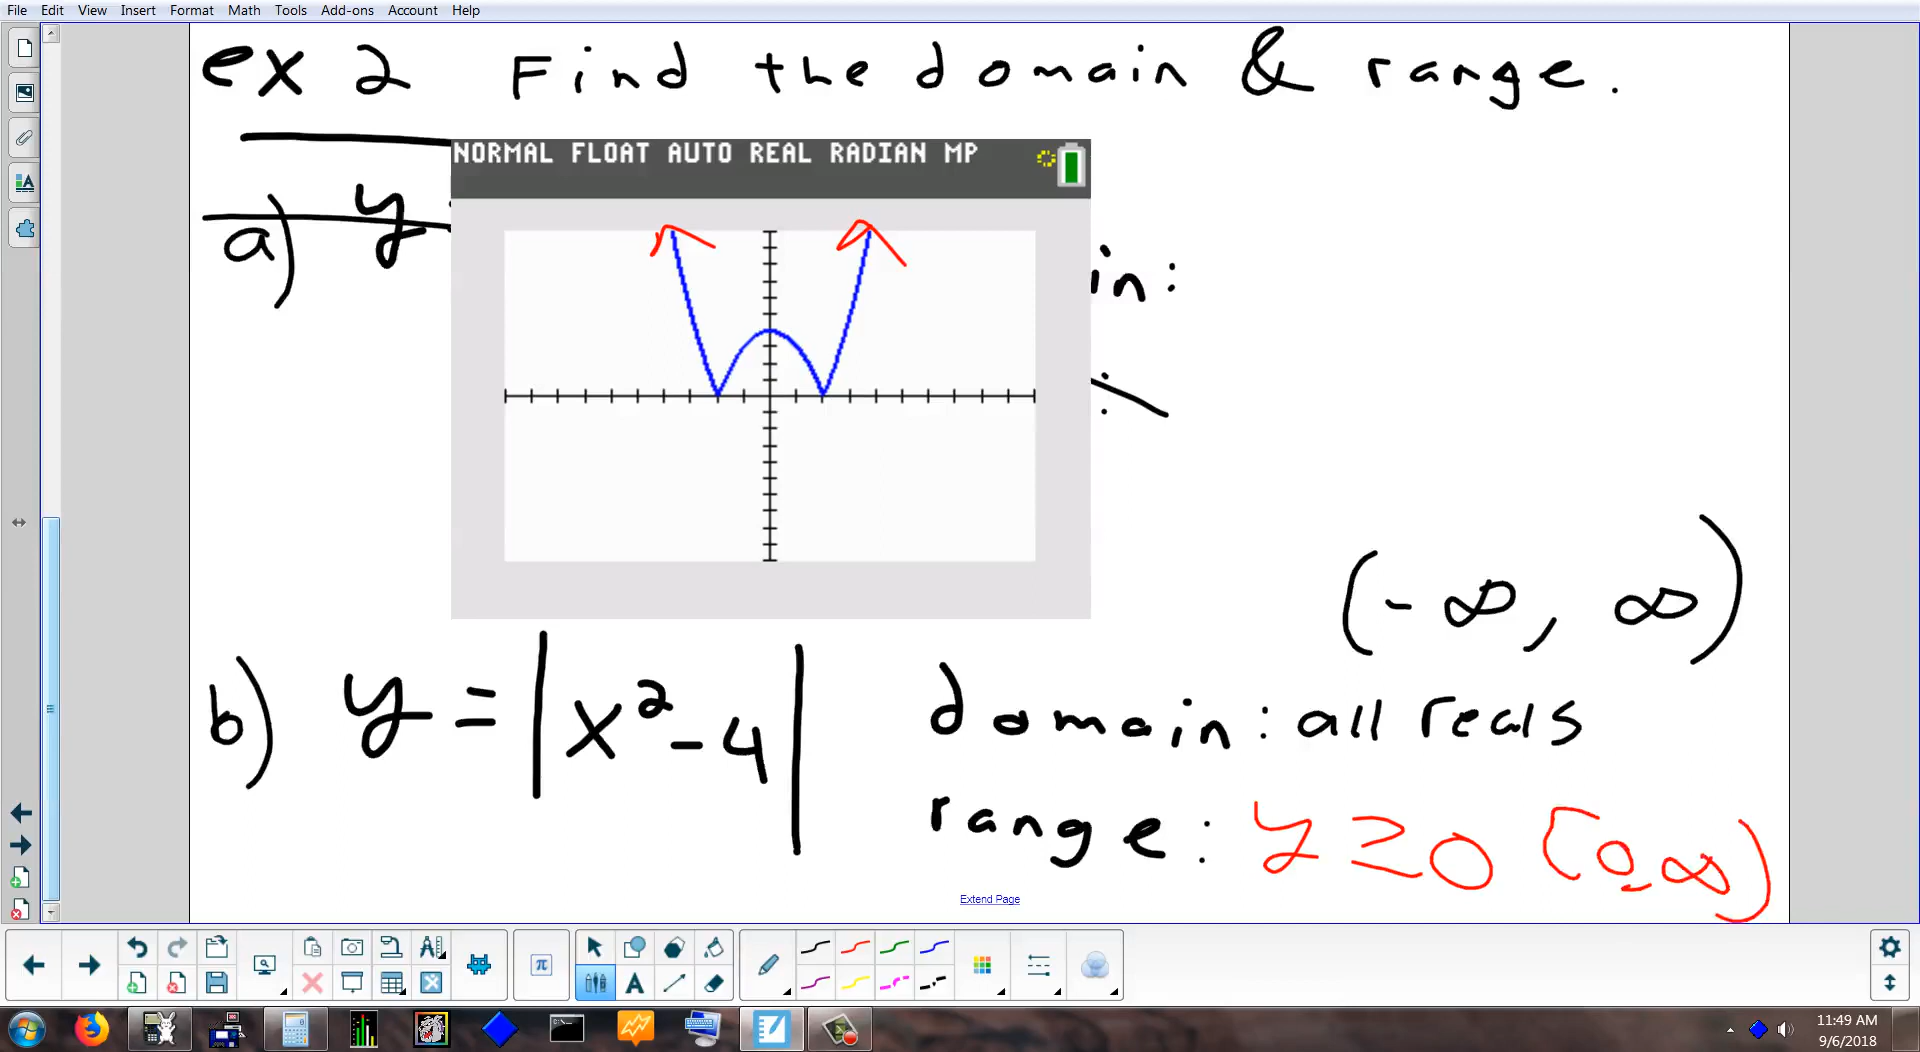 File Edit View Insert Format Math Tools Add-ons Account Help
ex 2 Find the domain & range.
NORMAL FLOAT AUTO REAL RADIAN MP
a) y
in:
:
(-∞, ∞)
b) y = |x²-4| domain: all reals
range: y ≥ 0 [0,∞)
Extend Page
π
A
11:49 AM
9/6/2018